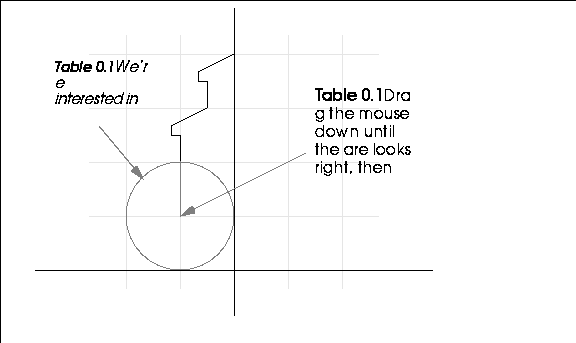 Table 0.1We'r
e
interested in
Table 0.1Dra
g the mouse
down until
the are looks
right, then